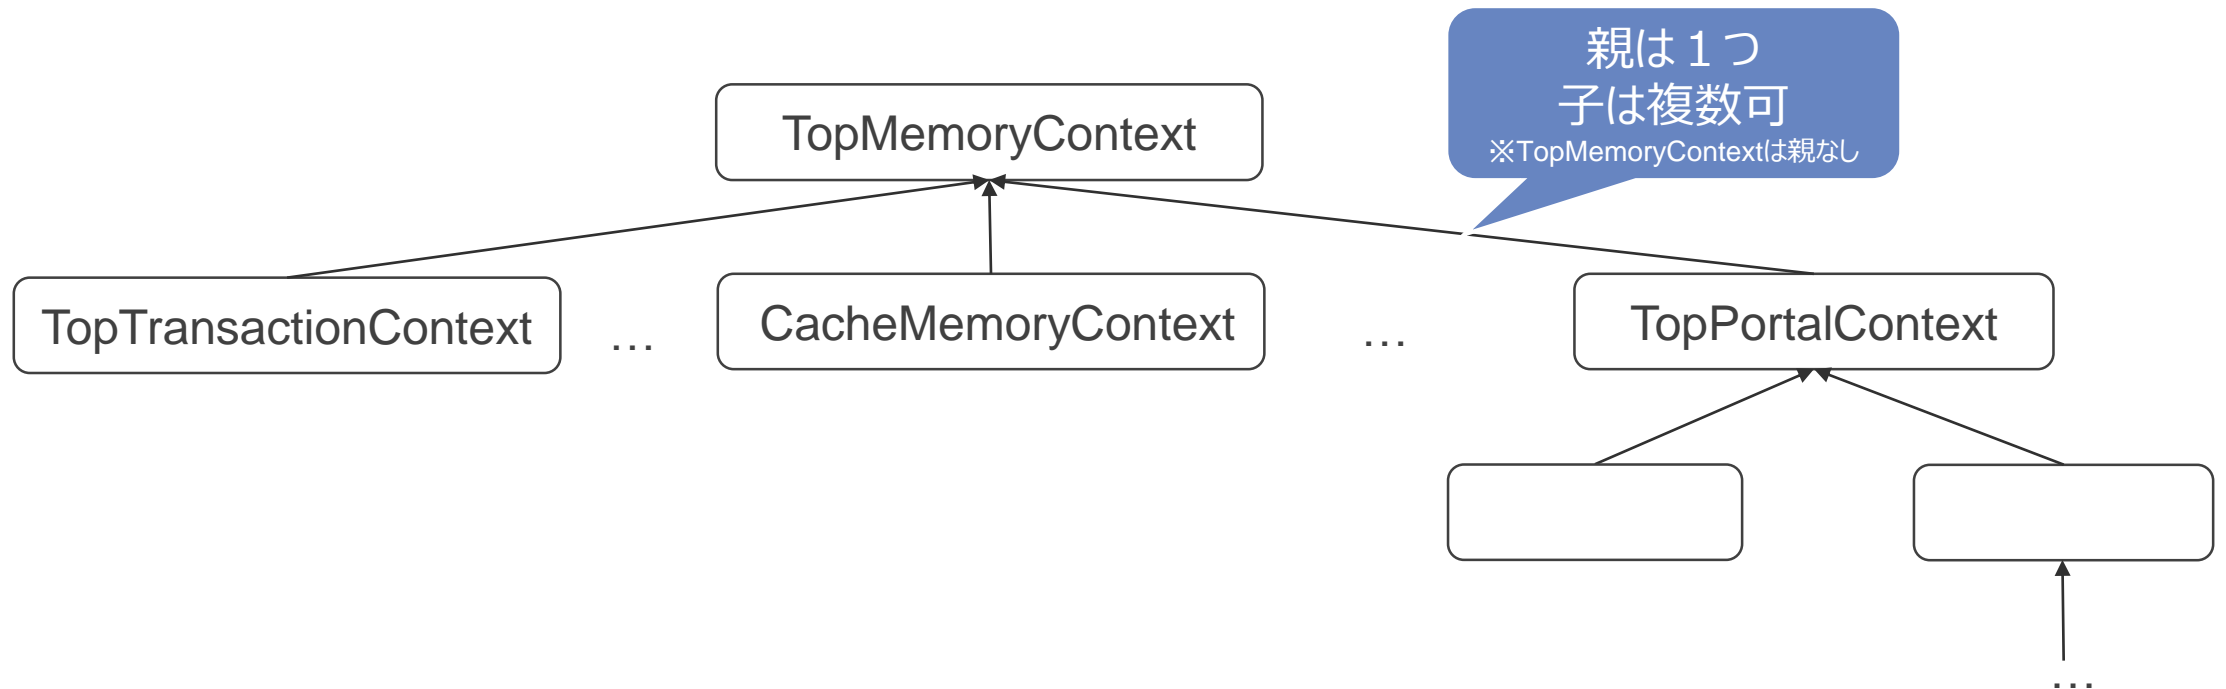 親は１つ
子は複数可
※TopMemoryContextは親なし
TopMemoryContext
TopTransactionContext
…
CacheMemoryContext
…
TopPortalContext
…